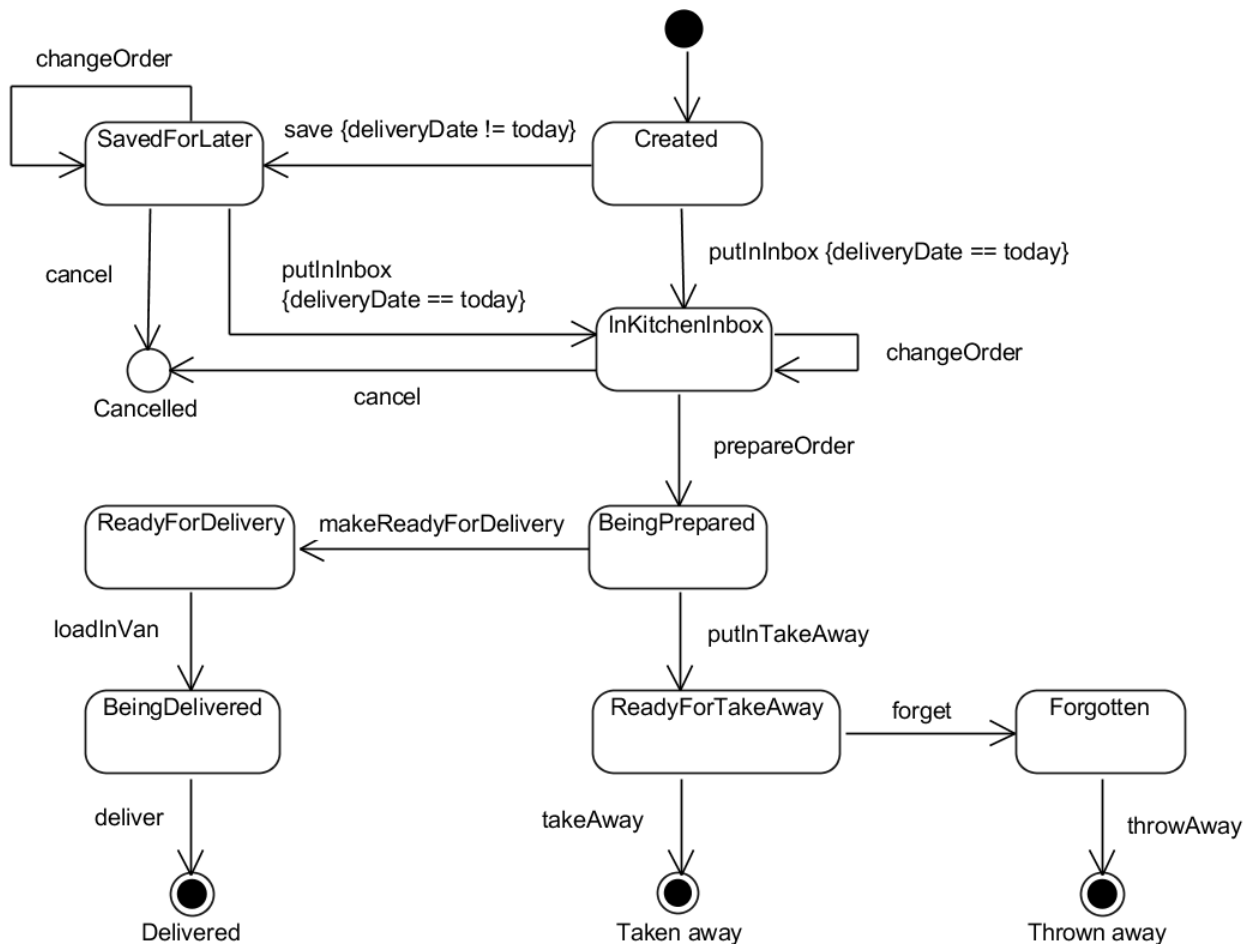 changeOrder
SavedForLater
save {deliveryDate != today}
Created
cancel
putInInbox
{deliveryDate == today}
putInInbox {deliveryDate == today}
InKitchenInbox
changeOrder
Cancelled
cancel
prepareOrder
ReadyForDelivery
makeReadyForDelivery
BeingPrepared
loadInVan
putInTakeAway
BeingDelivered
ReadyForTakeAway
forget
Forgotten
deliver
takeAway
throwAway
Delivered
Taken away
Thrown away